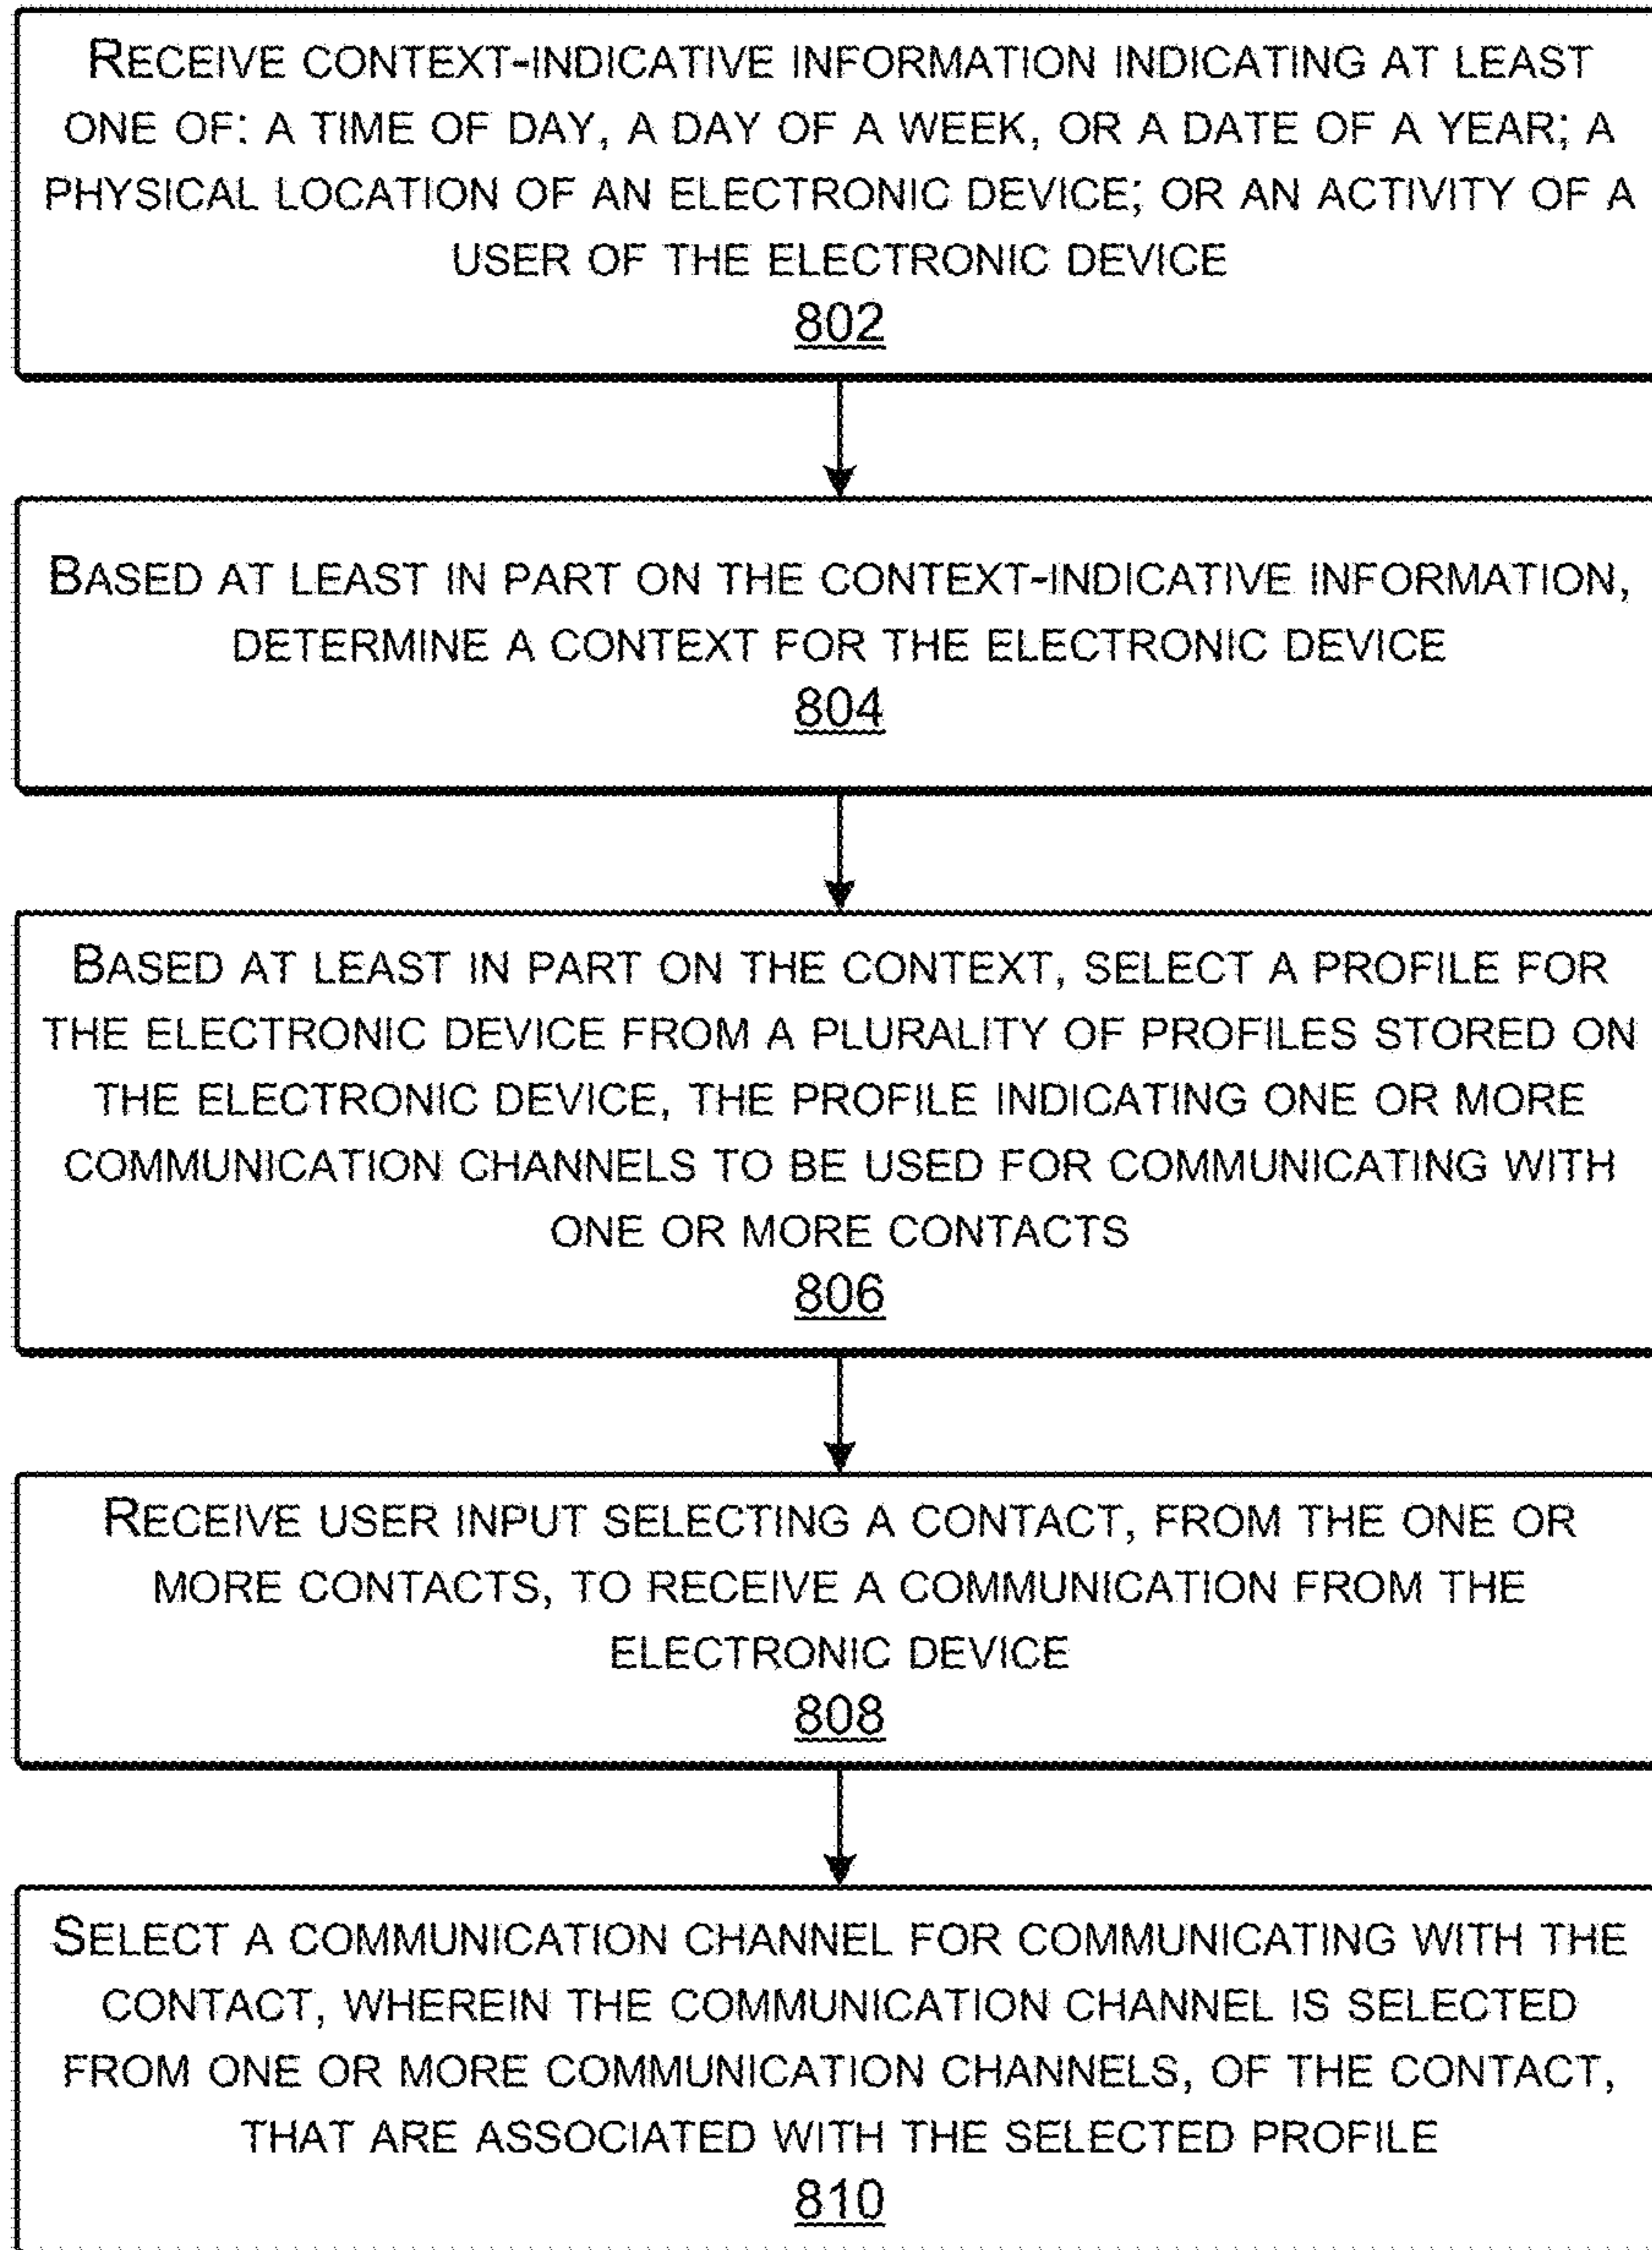 RECEIVE CONTEXT-INDICATIVE INFORMATION INDICATING AT LEAST
ONE OF: A TIME OF DAY, A DAY OF A WEEK, OR A DATE OF A YEAR; A
PHYSICAL LOCATION OF AN ELECTRONIC DEVICE; OR AN ACTIVITY OF A
USER OF THE ELECTRONIC DEVICE
802
BASED AT LEAST IN PART ON THE CONTEXT-INDICATIVE INFORMATION,
DETERMINE A CONTEXT FOR THE ELECTRONIC DEVICE
804
BASED AT LEAST IN PART ON THE CONTEXT, SELECT A PROFILE FOR
THE ELECTRONIC DEVICE FROM A PLURALITY OF PROFILES STORED ON
THE ELECTRONIC DEVICE, THE PROFILE INDICATING ONE OR MORE
COMMUNICATION CHANNELS TO BE USED FOR COMMUNICATING WITH
ONE OR MORE CONTACTS
806
RECEIVE USER INPUT SELECTING A CONTACT, FROM THE ONE OR
MORE CONTACTS, TO RECEIVE A COMMUNICATION FROM THE
ELECTRONIC DEVICE
808
SELECT A COMMUNICATION CHANNEL FOR COMMUNICATING WITH THE
CONTACT, WHEREIN THE COMMUNICATION CHANNEL IS SELECTED
FROM ONE OR MORE COMMUNICATION CHANNELS, OF THE CONTACT,
THAT ARE ASSOCIATED WITH THE SELECTED PROFILE
810